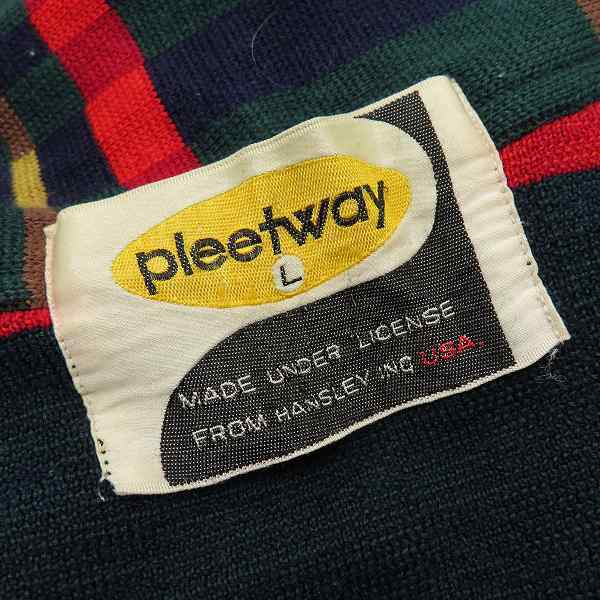 pleetway
L
MADE UNDER LICENSE
FROM HANSLEY INC USA.